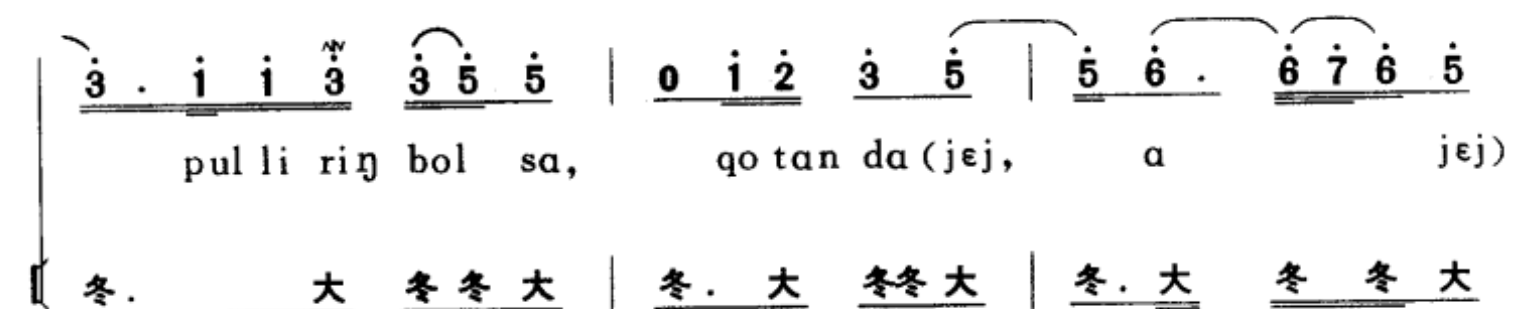 3̇ . 1̇ 1̇ 3̇ 3̇ 5̇ 5̇ | 0 1̇ 2̇ 3̇ 5̇ | 5̇ 6̇ . 6̇ 7̇ 6̇ 5̇
pul li riŋ bol sɑ, qo tɑn dɑ (jɛj, ɑ jɛj)
冬. 大 冬 冬 大 | 冬. 大 冬冬 大 | 冬. 大 冬 冬 大